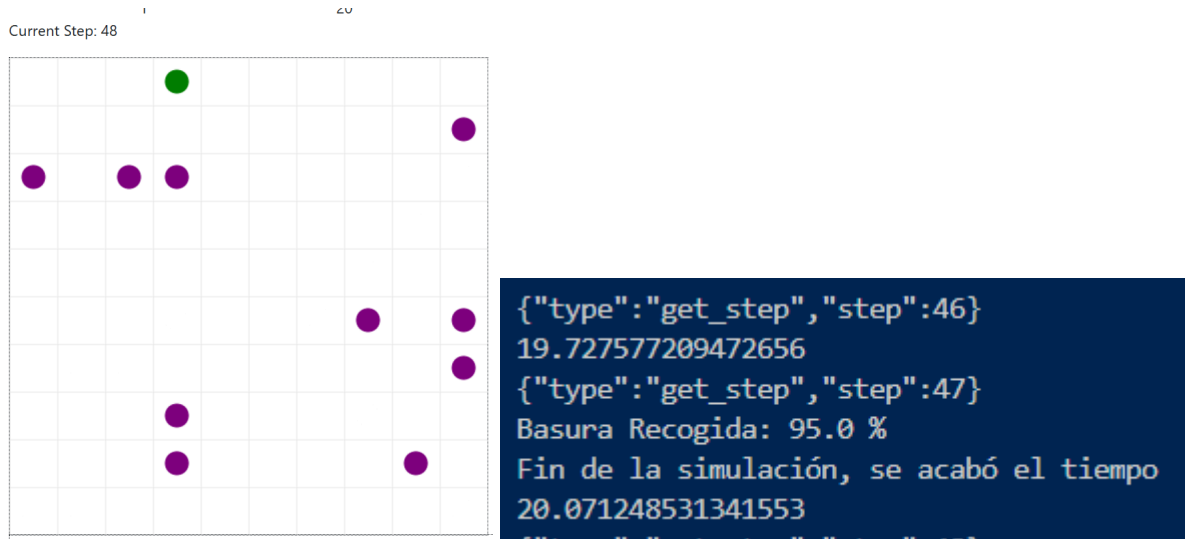 Current Step: 48
{"type":"get_step","step":46}
19.727577209472656
{"type":"get_step","step":47}
Basura Recogida: 95.0 %
Fin de la simulación, se acabó el tiempo
20.071248531341553